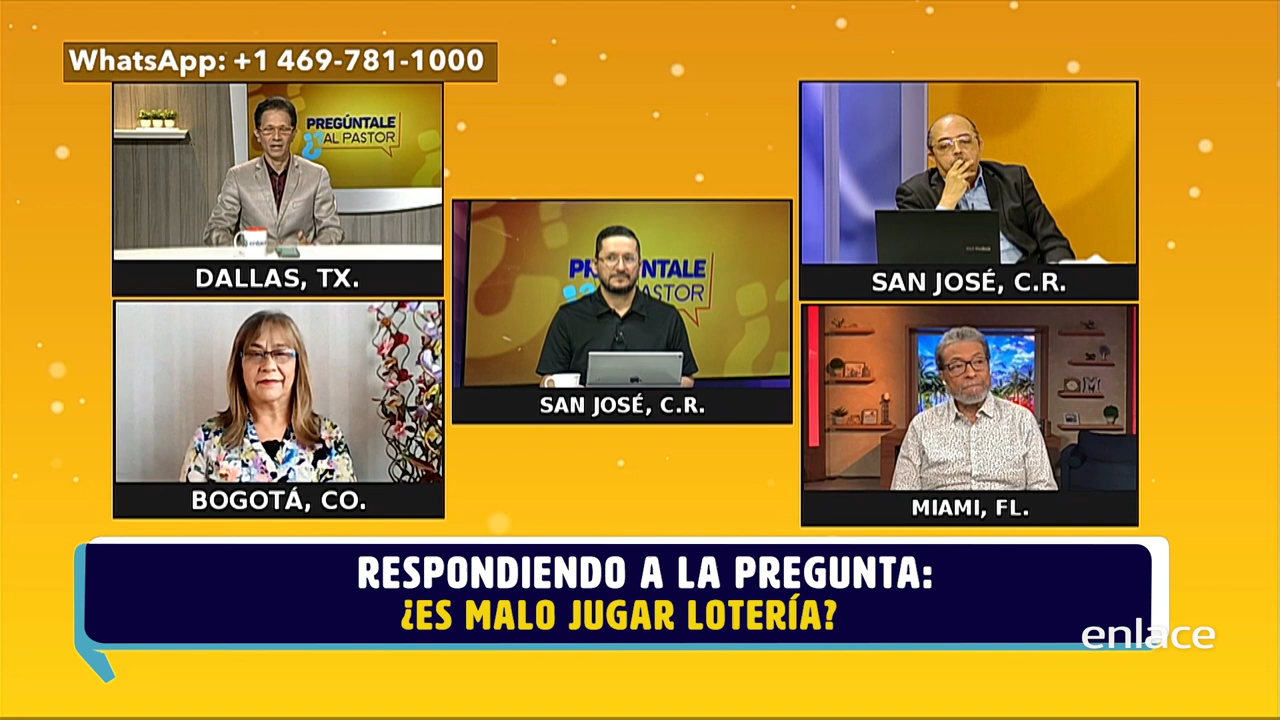 WhatsApp: +1 469-781-1000
PREGÚNTALE
AL PASTOR
DALLAS, TX.
PREGÚNTALE
PASTOR
SAN JOSÉ, C.R.
SAN JOSÉ, C.R.
BOGOTÁ, CO.
MIAMI, FL.
RESPONDIENDO A LA PREGUNTA:
¿ES MALO JUGAR LOTERÍA?
enlace